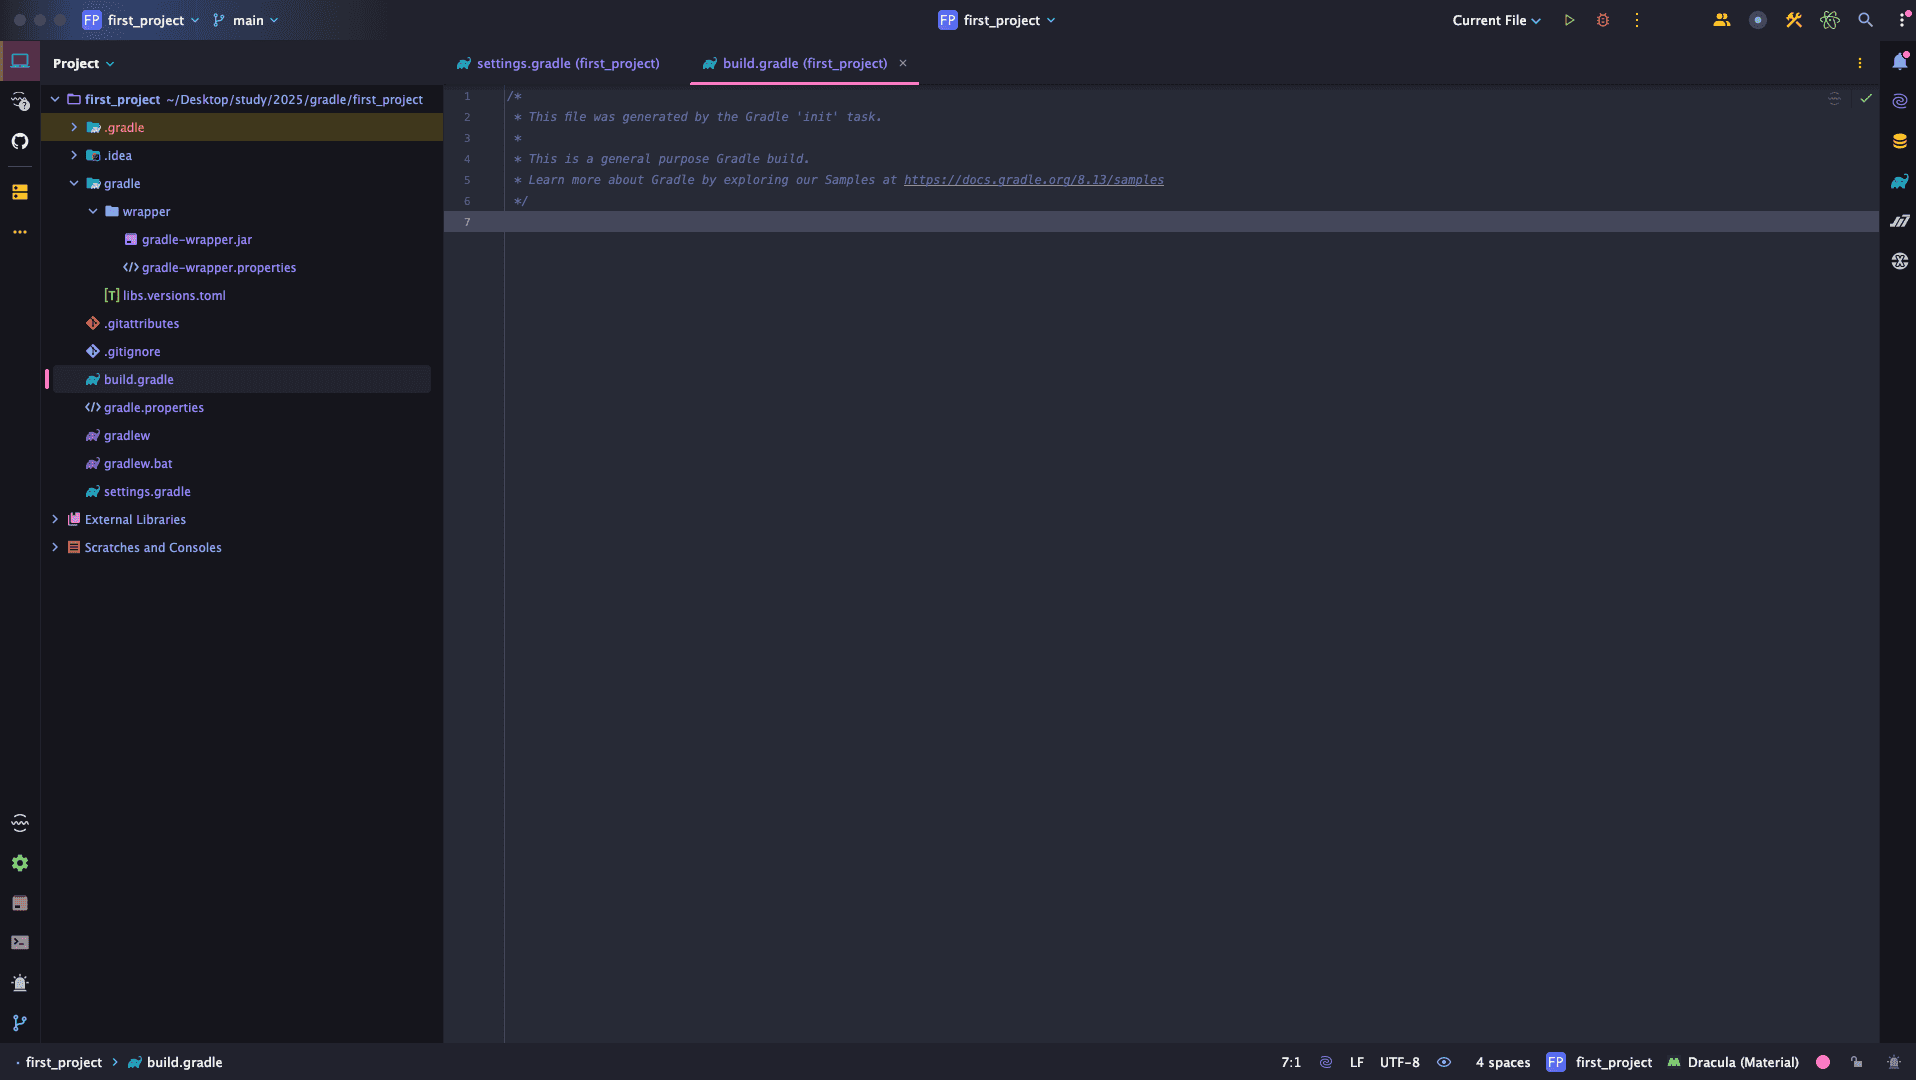 FP first_project
main
FP first_project
Current File
Project
settings.gradle (first_project)
build.gradle (first_project)
first_project ~/Desktop/study/2025/gradle/first_project
.gradle
.idea
gradle
wrapper
gradle-wrapper.jar
</> gradle-wrapper.properties
[T] libs.versions.toml
.gitattributes
.gitignore
build.gradle
</> gradle.properties
gradlew
gradlew.bat
settings.gradle
External Libraries
Scratches and Consoles
1 /*
2 * This file was generated by the Gradle 'init' task.
3 *
4 * This is a general purpose Gradle build.
5 * Learn more about Gradle by exploring our Samples at https://docs.gradle.org/8.13/samples
6 */
7
first_project > build.gradle
7:1 LF UTF-8 4 spaces FP first_project Dracula (Material)